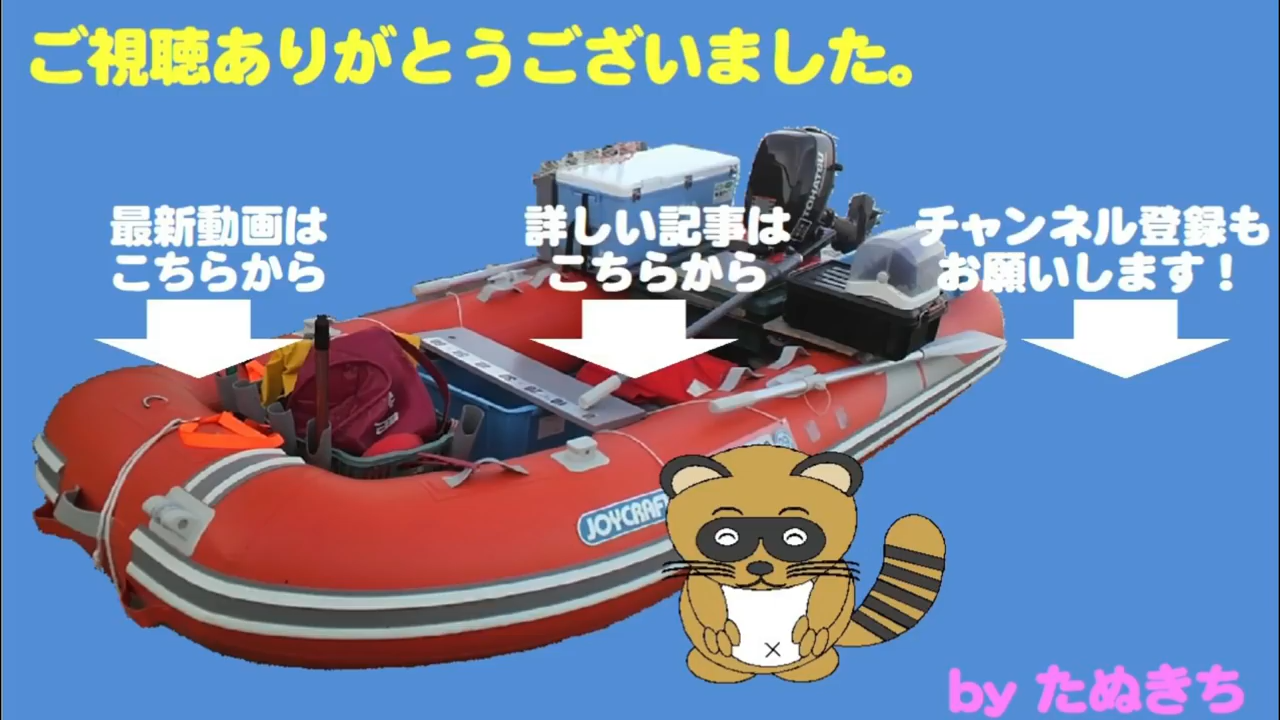 ご視聴ありがとうございました。
最新動画は
こちらから
詳しい記事は
こちらから
チャンネル登録も
お願いします！
TOHATSU
JOYCRAF
by たぬきち